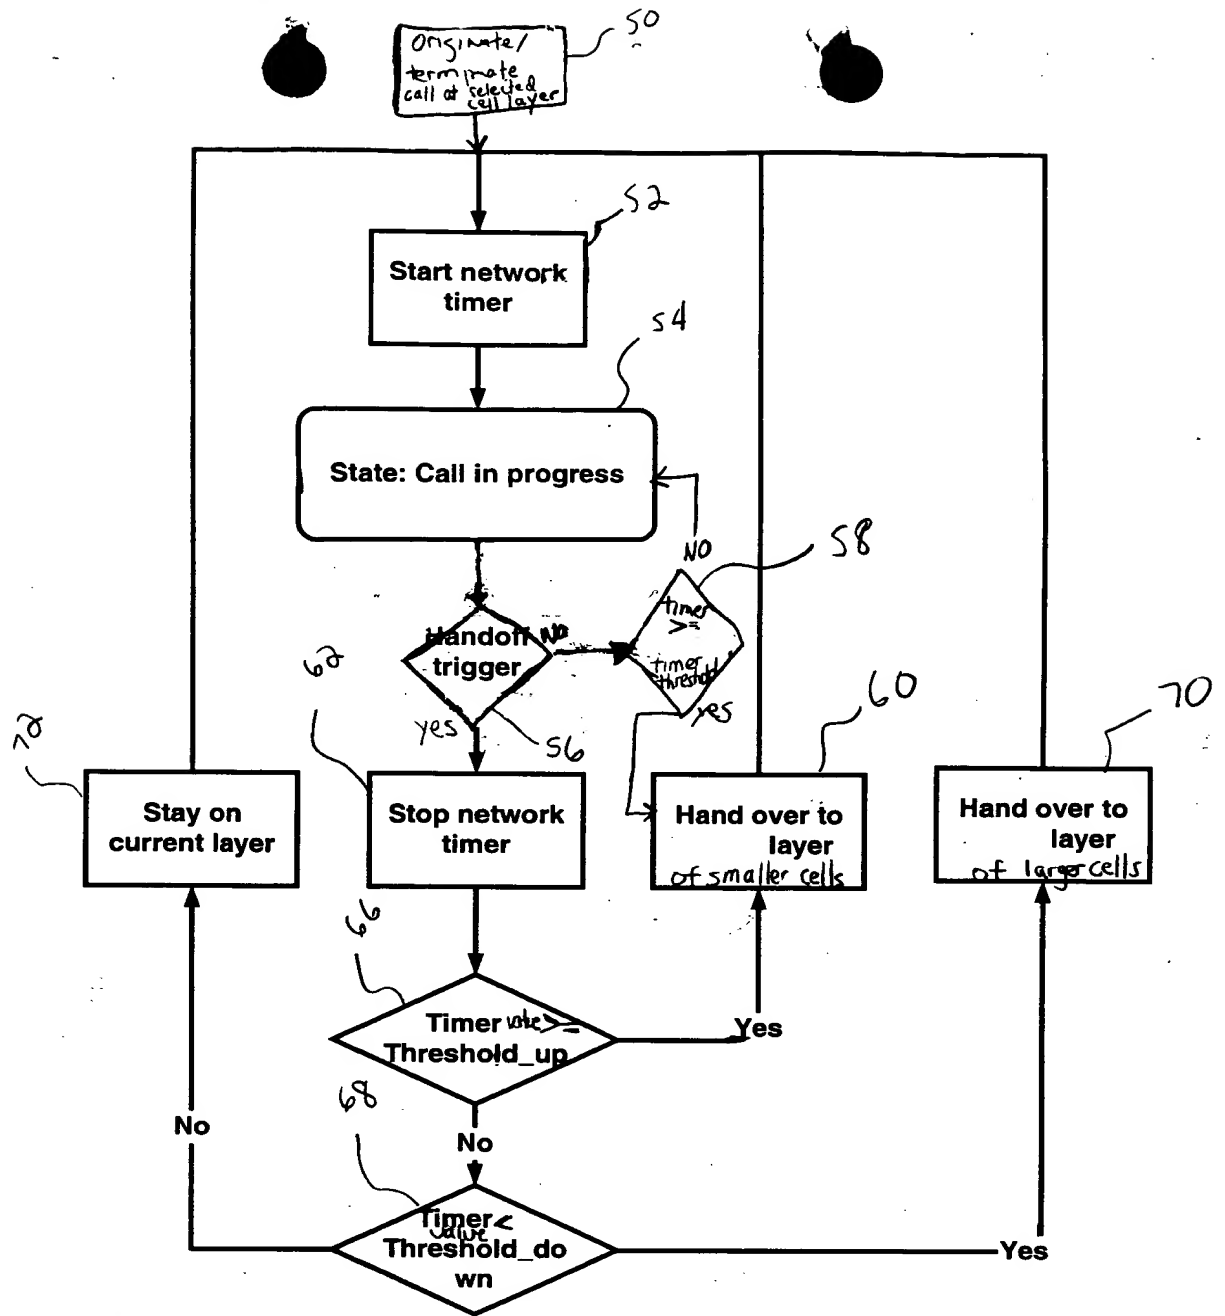 Originate/
terminate
call at selected
cell layer
50
52
Start network
timer
54
State: Call in progress
NO
58
timer
>=
timer
threshold
yes
Handoff
trigger
NO
yes
56
62
60
70
72
Stay on
current layer
Stop network
timer
Hand over to
layer
of smaller cells
Hand over to
layer
of larger cells
66
Timer value >=
Threshold_up
Yes
68
No
No
Timer <
value
Threshold_do
wn
Yes